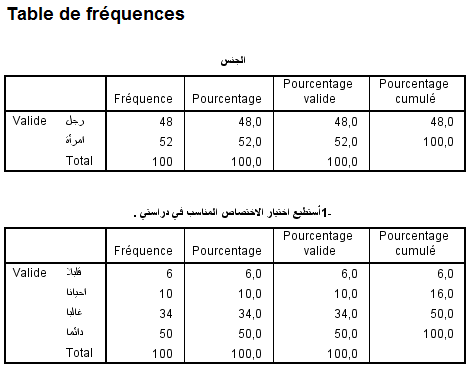 Table de fréquences
الجنس
Fréquence Pourcentage Pourcentage valide Pourcentage cumulé
Valide رجل 48 48,0 48,0 48,0
امرأة 52 52,0 52,0 100,0
Total 100 100,0 100,0
-1أستطيع اختيار الاختصاص المناسب في دراستي .
Fréquence Pourcentage Pourcentage valide Pourcentage cumulé
Valide قليلا 6 6,0 6,0 6,0
احيانا 10 10,0 10,0 16,0
غالبا 34 34,0 34,0 50,0
دائما 50 50,0 50,0 100,0
Total 100 100,0 100,0